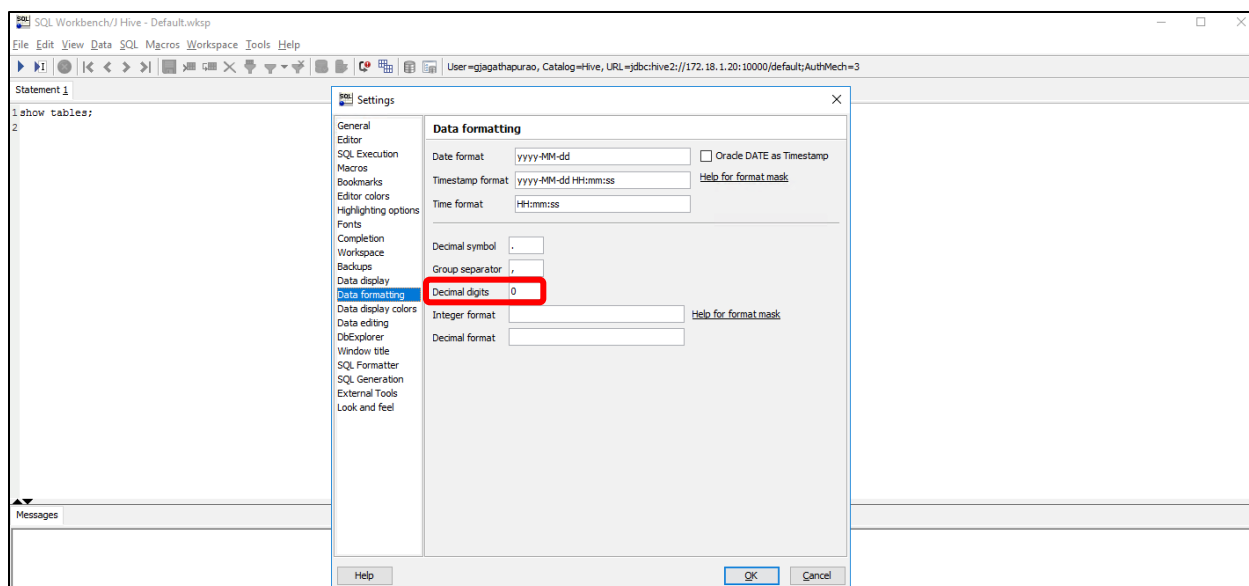 SQL Workbench/J Hive - Default.wksp
File Edit View Data SQL Macros Workspace Tools Help
User=gjagathapurao, Catalog=Hive, URL=jdbc:hive2://172.18.1.20:10000/default;AuthMech=3
Statement 1
1 show tables;
2
Settings
General
Editor
SQL Execution
Macros
Bookmarks
Editor colors
Highlighting options
Fonts
Completion
Workspace
Backups
Data display
Data formatting
Data display colors
Data editing
DbExplorer
Window title
SQL Formatter
SQL Generation
External Tools
Look and feel
Data formatting
Date format yyyy-MM-dd Oracle DATE as Timestamp
Timestamp format yyyy-MM-dd HH:mm:ss Help for format mask
Time format HH:mm:ss
Decimal symbol .
Group separator ,
Decimal digits 0
Integer format Help for format mask
Decimal format
Help OK Cancel
Messages